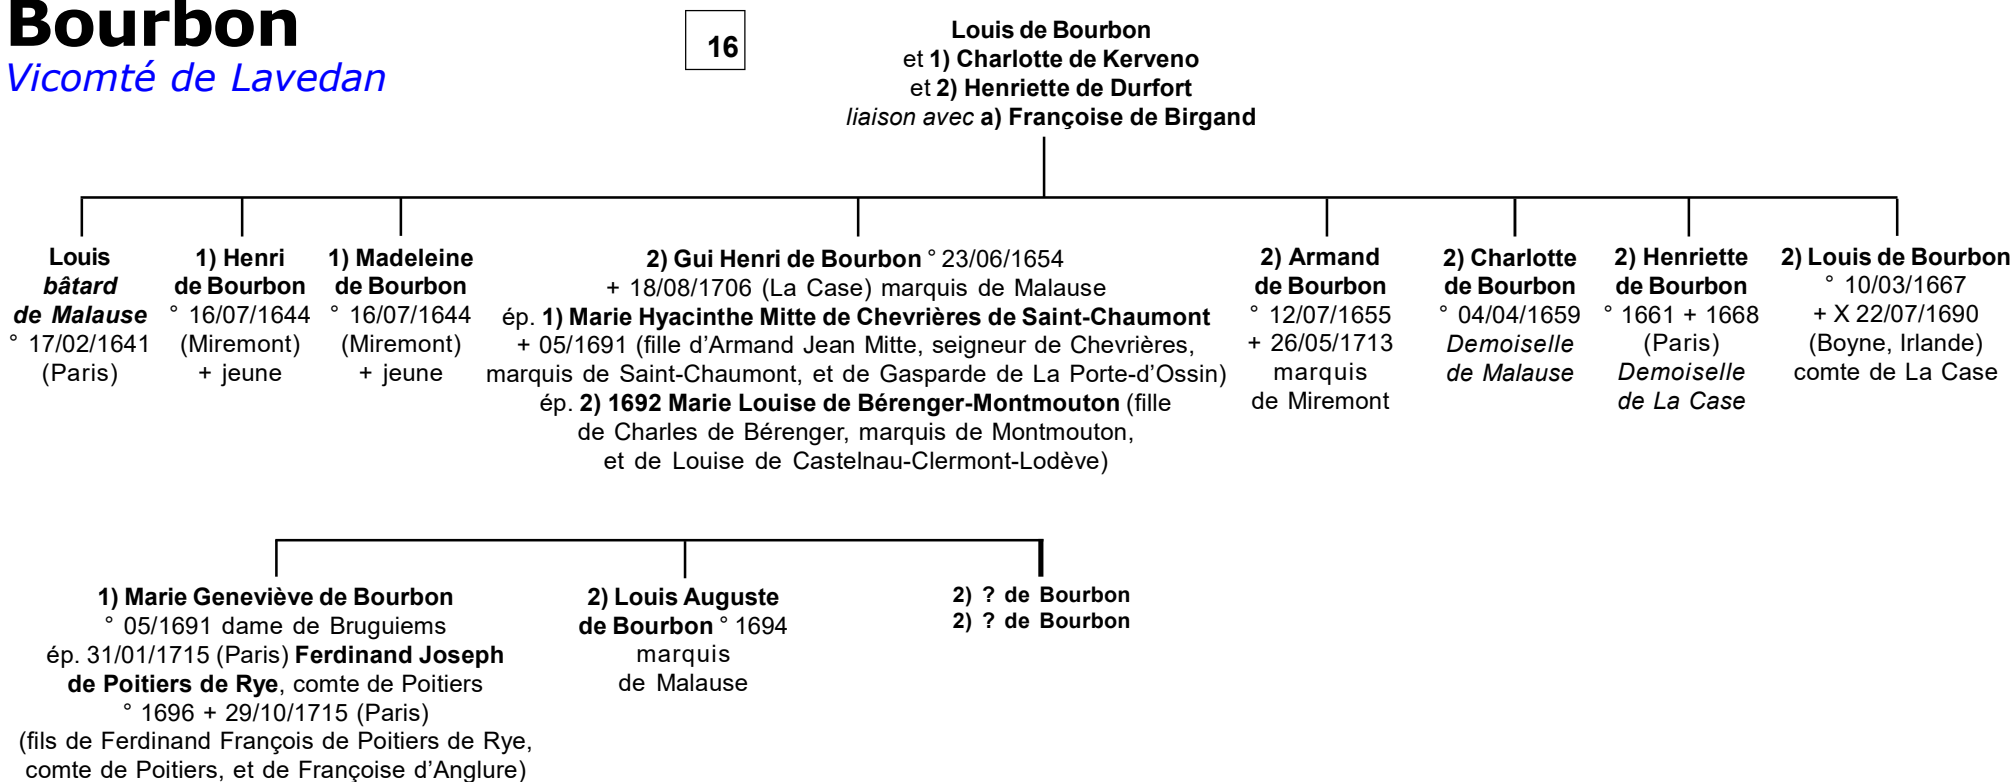 Bourbon
Vicomté de Lavedan
16
Louis de Bourbon
et 1) Charlotte de Kerveno
et 2) Henriette de Durfort
liaison avec a) Françoise de Birgand
Louis
bâtard
de Malause
° 17/02/1641
(Paris)
1) Henri
de Bourbon
° 16/07/1644
(Miremont)
+ jeune
1) Madeleine
de Bourbon
° 16/07/1644
(Miremont)
+ jeune
2) Gui Henri de Bourbon ° 23/06/1654
+ 18/08/1706 (La Case) marquis de Malause
ép. 1) Marie Hyacinthe Mitte de Chevrières de Saint-Chaumont
+ 05/1691 (fille d'Armand Jean Mitte, seigneur de Chevrières,
marquis de Saint-Chaumont, et de Gasparde de La Porte-d'Ossin)
ép. 2) 1692 Marie Louise de Bérenger-Montmouton (fille
de Charles de Bérenger, marquis de Montmouton,
et de Louise de Castelnau-Clermont-Lodève)
2) Armand
de Bourbon
° 12/07/1655
+ 26/05/1713
marquis
de Miremont
2) Charlotte
de Bourbon
° 04/04/1659
Demoiselle
de Malause
2) Henriette
de Bourbon
° 1661 + 1668
(Paris)
Demoiselle
de La Case
2) Louis de Bourbon
° 10/03/1667
+ X 22/07/1690
(Boyne, Irlande)
comte de La Case
1) Marie Geneviève de Bourbon
° 05/1691 dame de Bruguiems
ép. 31/01/1715 (Paris) Ferdinand Joseph
de Poitiers de Rye, comte de Poitiers
° 1696 + 29/10/1715 (Paris)
(fils de Ferdinand François de Poitiers de Rye,
comte de Poitiers, et de Françoise d'Anglure)
2) Louis Auguste
de Bourbon ° 1694
marquis
de Malause
2) ? de Bourbon
2) ? de Bourbon